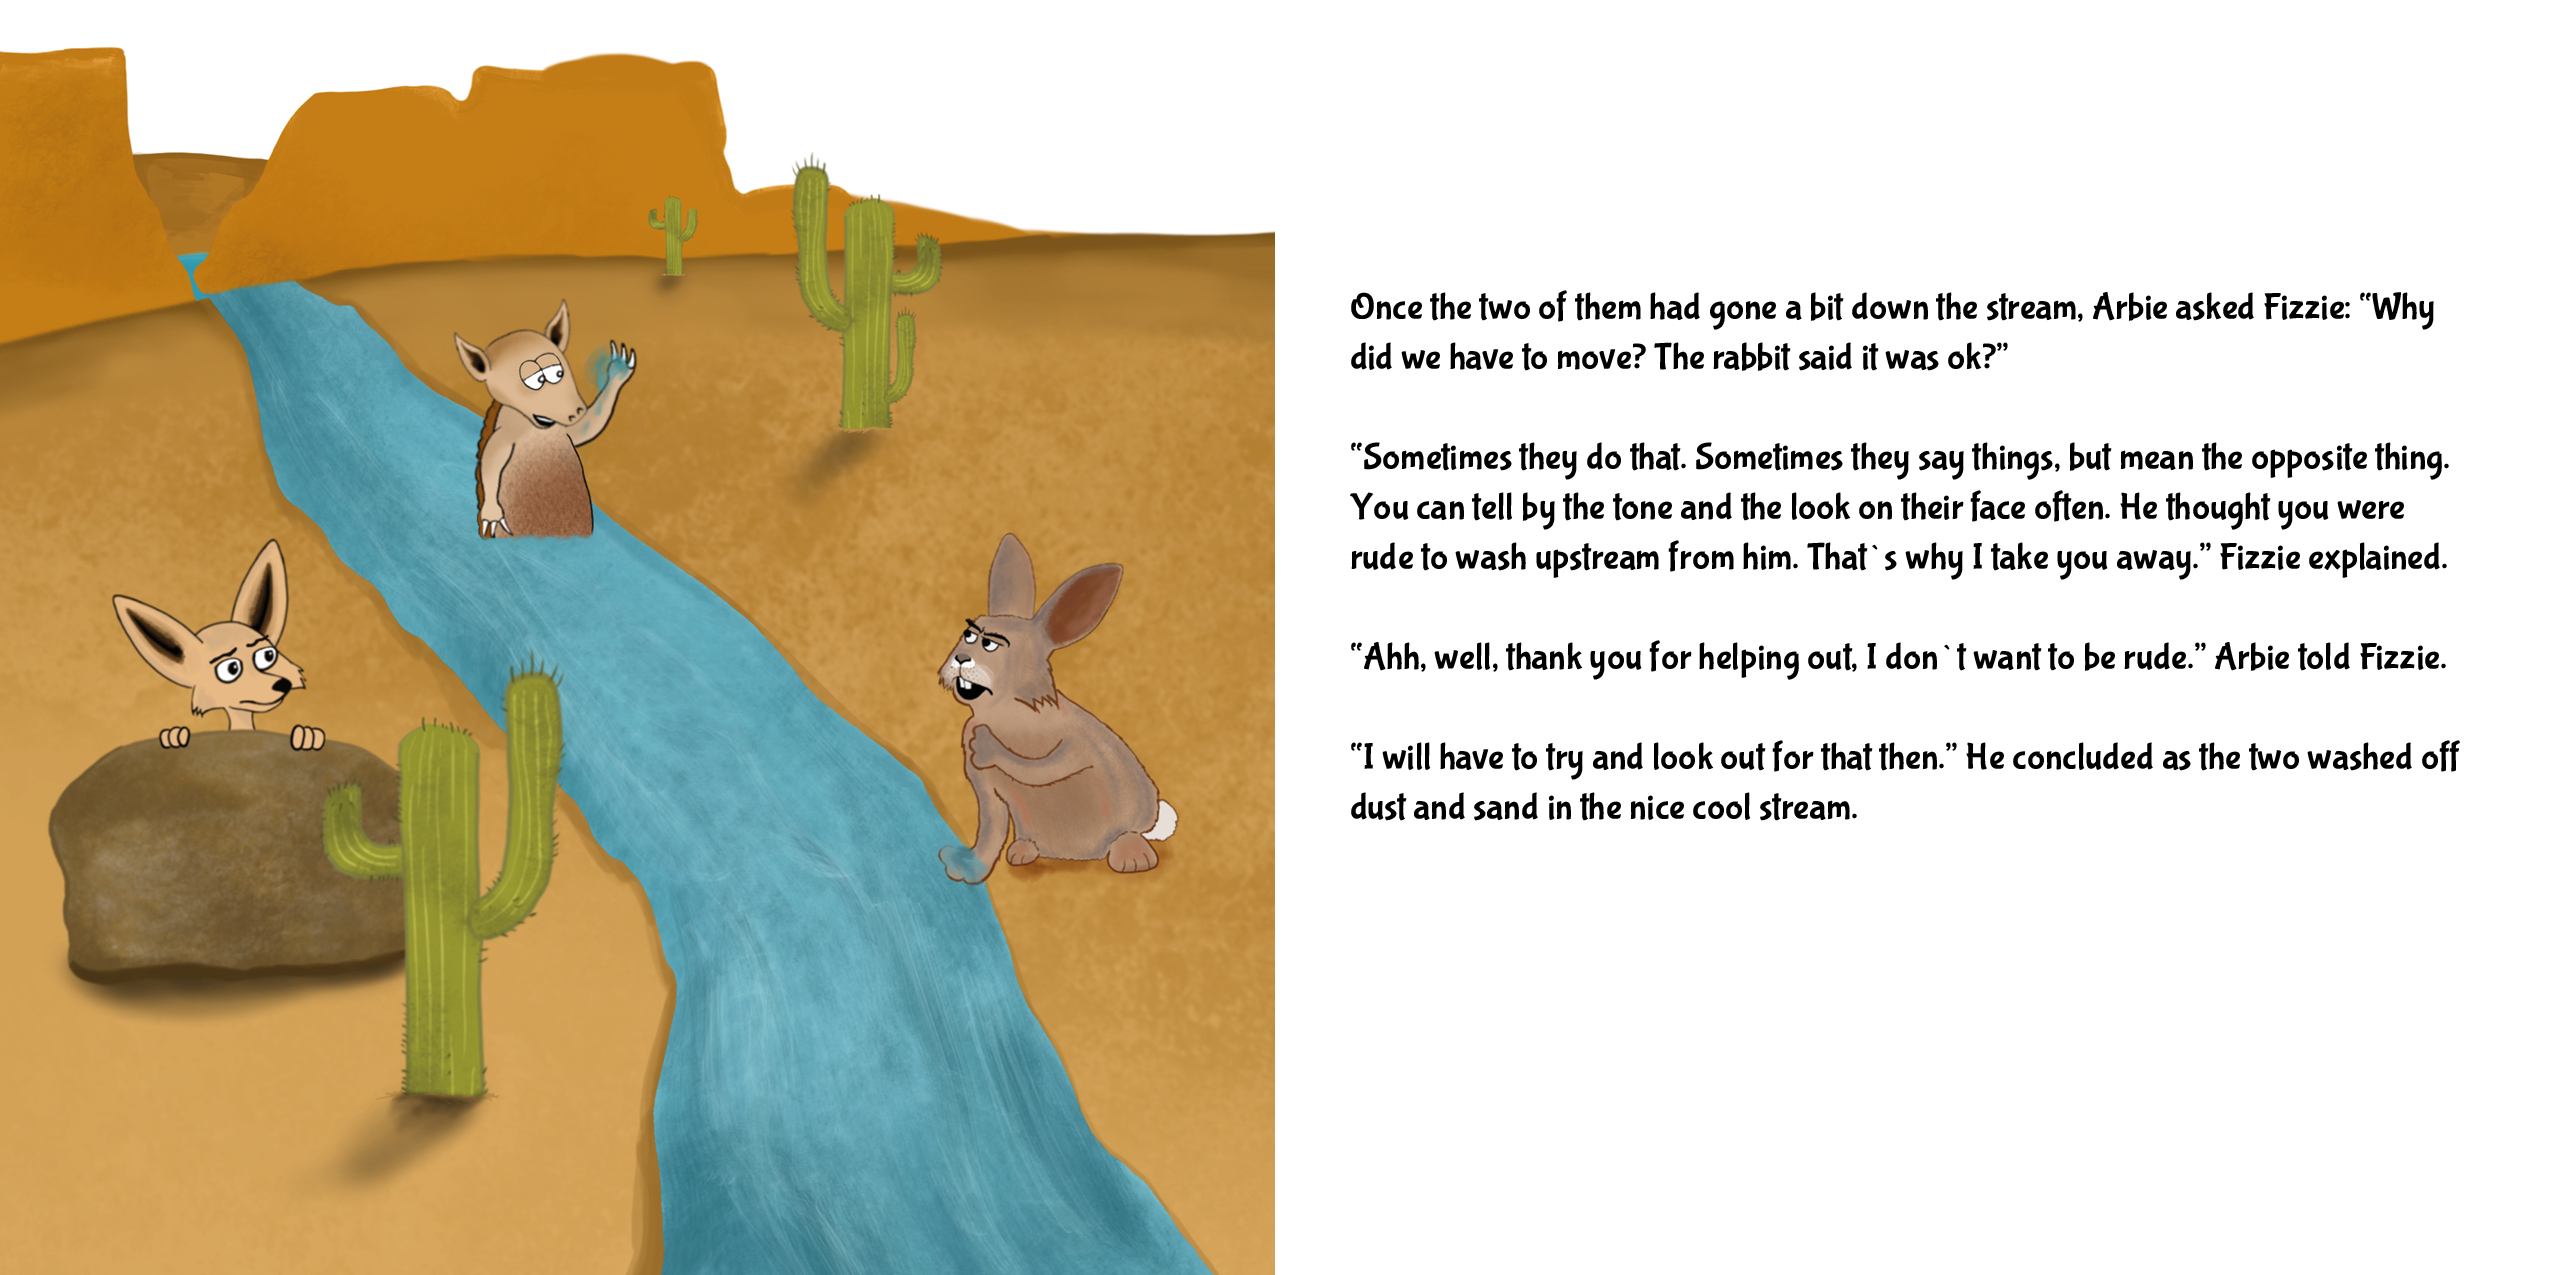 Once the two of them had gone a bit down the stream, Arbie asked Fizzie: “Why
did we have to move? The rabbit said it was ok?”
“Sometimes they do that. Sometimes they say things, but mean the opposite thing.
You can tell by the tone and the look on their face often. He thought you were
rude to wash upstream from him. That`s why I take you away.” Fizzie explained.
“Ahh, well, thank you for helping out, I don`t want to be rude.” Arbie told Fizzie.
“I will have to try and look out for that then.” He concluded as the two washed off
dust and sand in the nice cool stream.